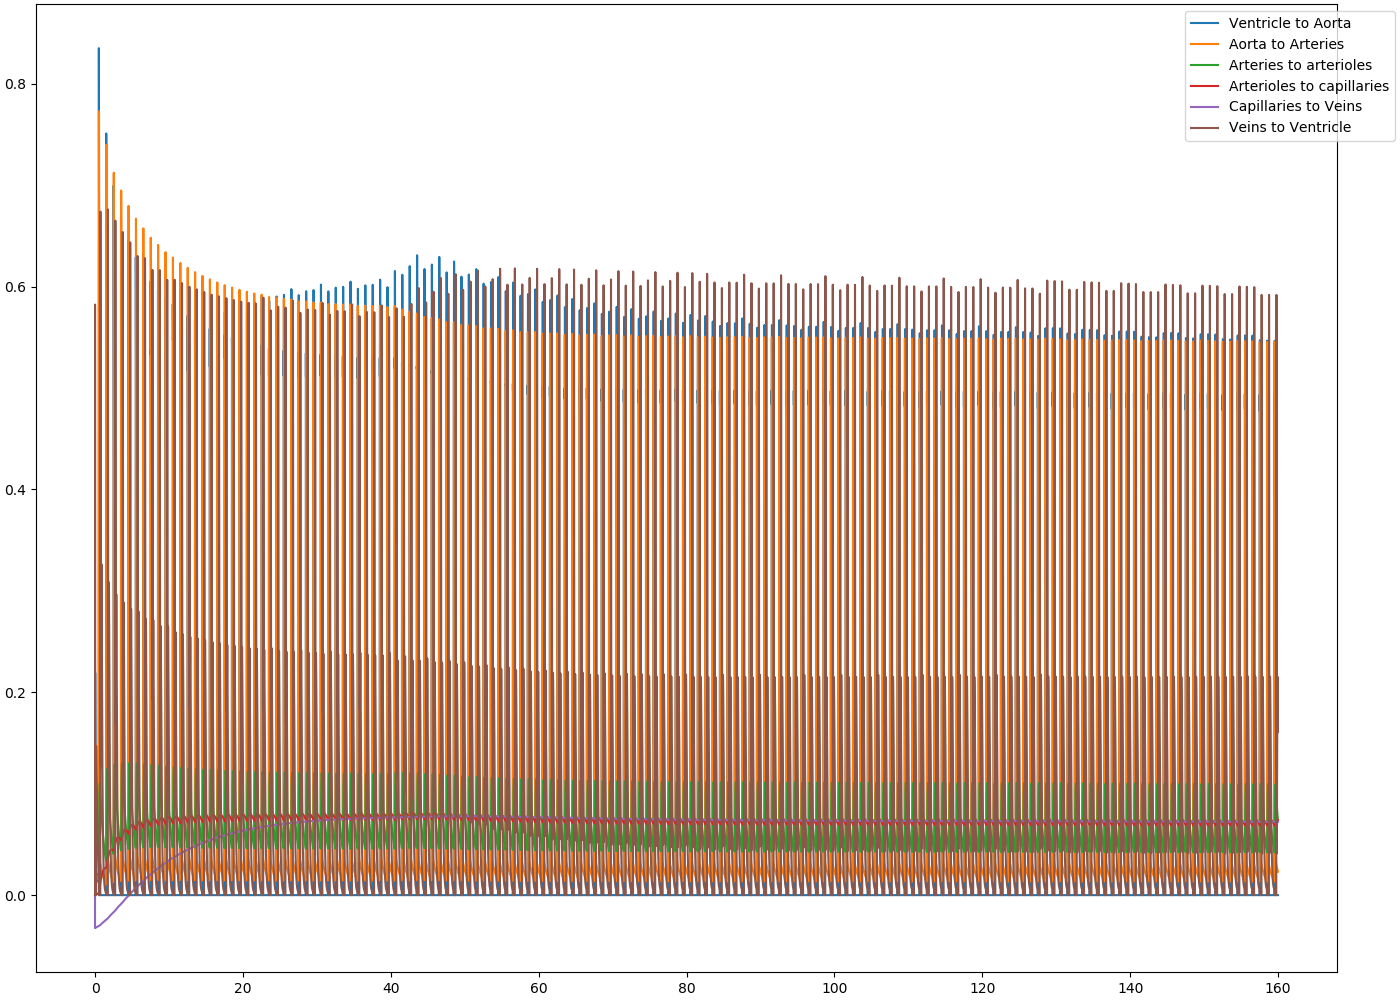 Ventricle to Aorta
Aorta to Arteries
Arteries to arterioles
Arterioles to capillaries
Capillaries to Veins
Veins to Ventricle
0.8
0.6
0.4
0.2
0.0
0 20 40 60 80 100 120 140 160